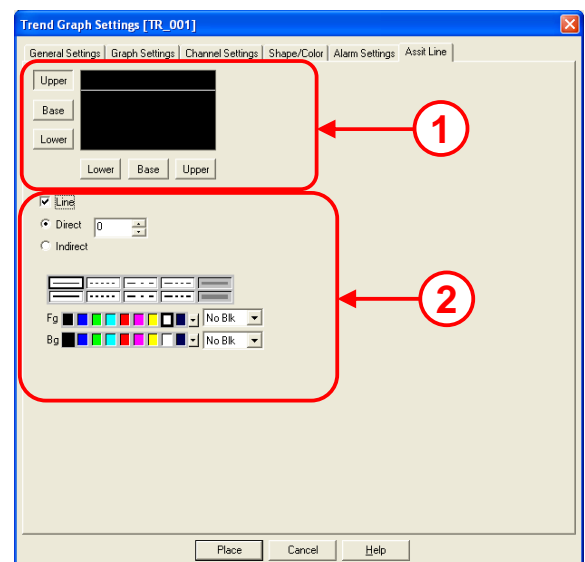 Trend Graph Settings [TR_001]
General Settings Graph Settings Channel Settings Shape/Color Alarm Settings Assit Line
Upper
Base
Lower
Lower Base Upper
1
Line
Direct 0
Indirect
2
Fg No Blk
Bg No Blk
Place Cancel Help